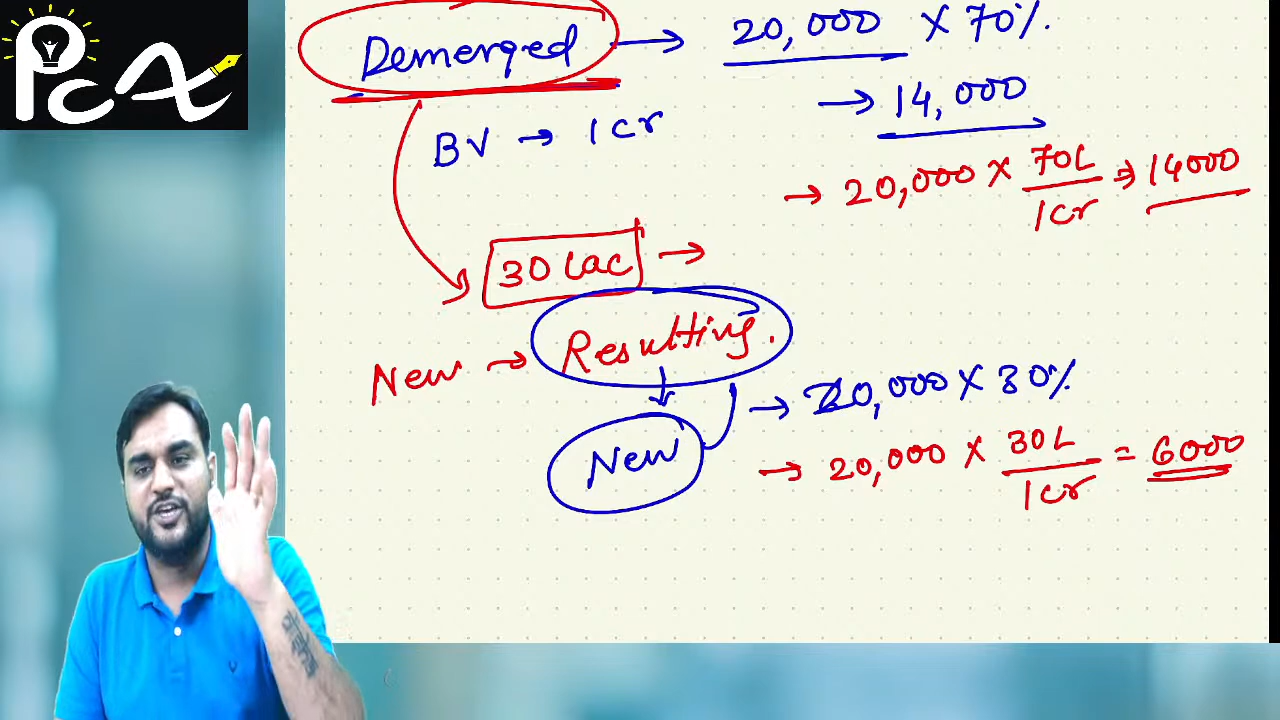 PCA
Demerged → 20,000 x 70%.
→ 14,000
BV → 1cr
→ 20,000 x 70L/1cr ⇒ 14000
30 Lac →
New → Resulting.
→ 20,000 x 30%
New
→ 20,000 x 30L/1cr = 6000